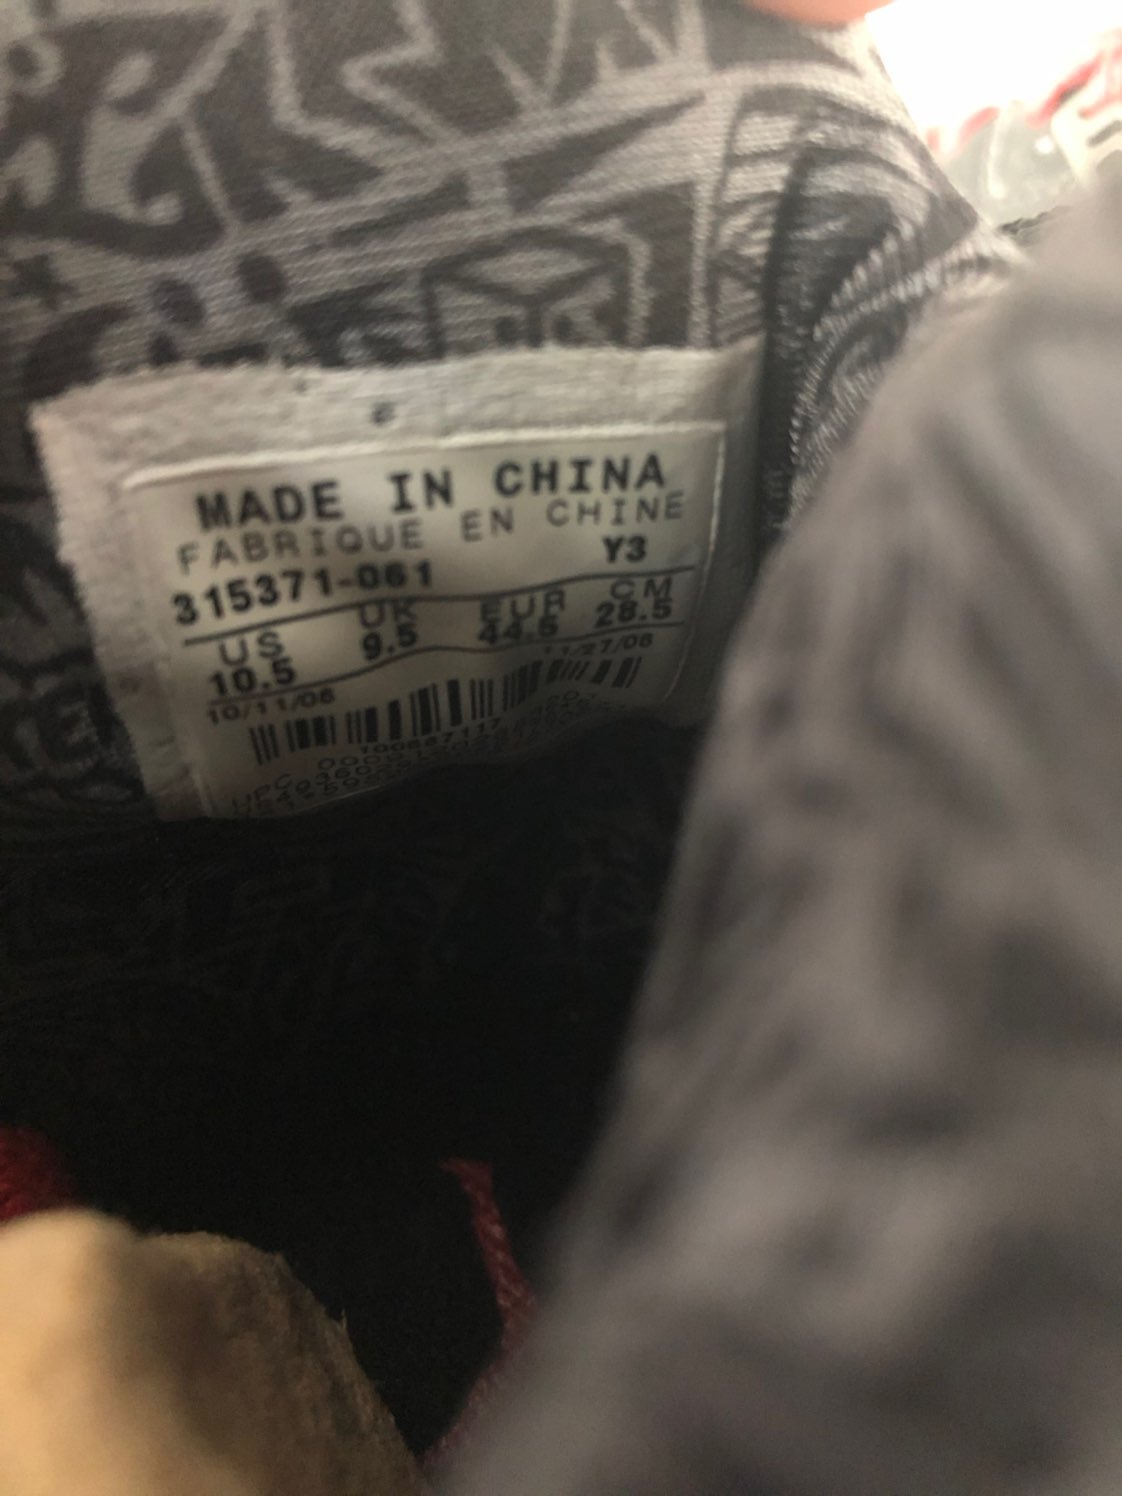 MADE IN CHINA
FABRIQUE EN CHINE
315371-061 Y3
US UK EUR CM
10.5 9.5 44.5 28.5
10/11/06 11/27/06